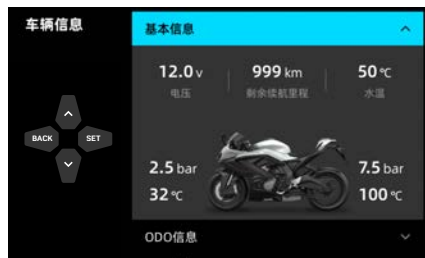 车辆信息
基本信息
12.0 v 999 km 50 ℃
电压 剩余续航里程 水温
BACK SET
2.5 bar 7.5 bar
32 ℃ 100 ℃
ODO信息